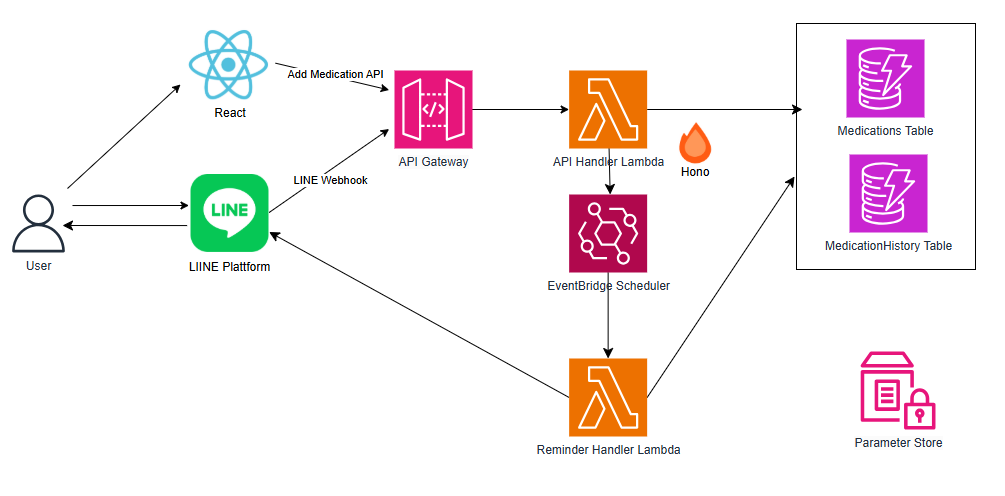 React
Add Medication API
API Gateway
API Handler Lambda
Hono
Medications Table
MedicationHistory Table
LINE Webhook
LINE
LIINE Plattform
User
EventBridge Scheduler
Reminder Handler Lambda
Parameter Store